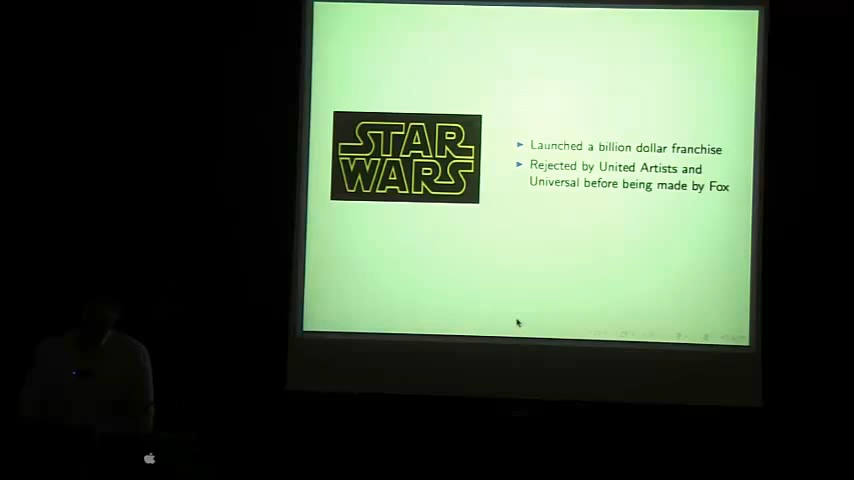 STAR
WARS
Launched a billion dollar franchise
Rejected by United Artists and
Universal before being made by Fox